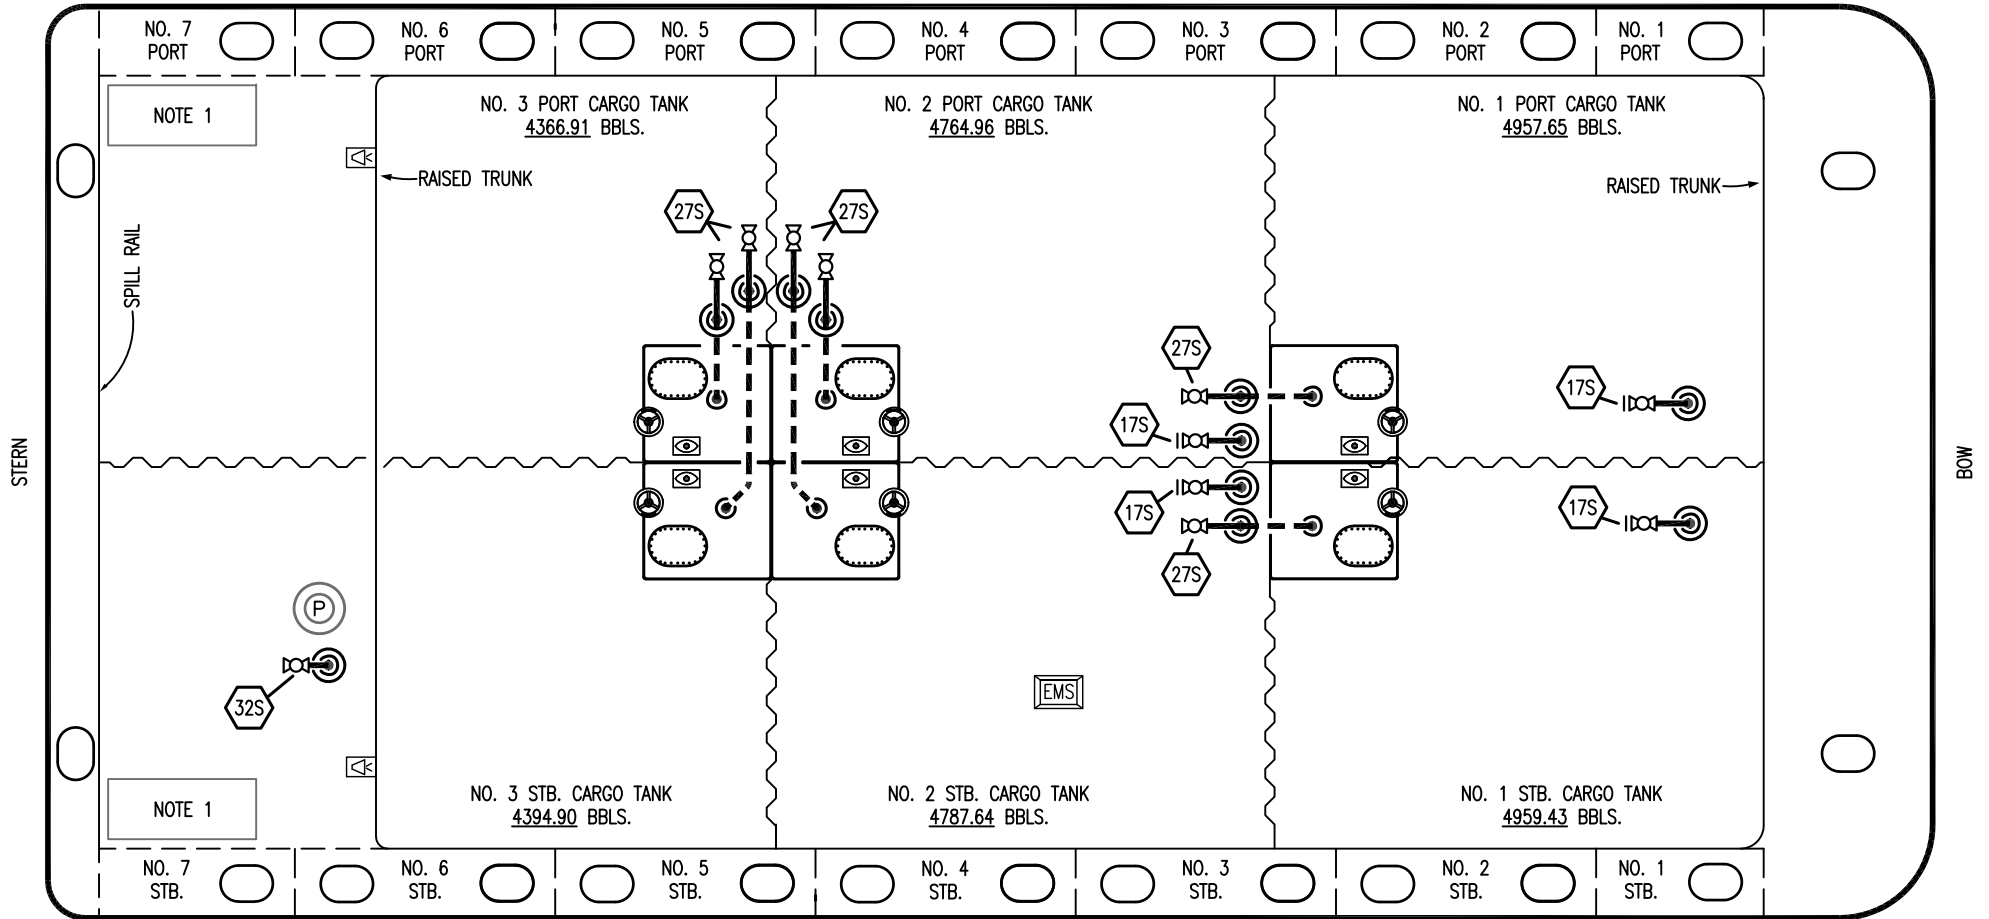 NO. 7
PORT
NO. 6
PORT
NO. 5
PORT
NO. 4
PORT
NO. 3
PORT
NO. 2
PORT
NO. 1
PORT
NOTE 1
NO. 3 PORT CARGO TANK
4366.91 BBLS.
NO. 2 PORT CARGO TANK
4764.96 BBLS.
NO. 1 PORT CARGO TANK
4957.65 BBLS.
RAISED TRUNK
RAISED TRUNK
27S
27S
SPILL RAIL
27S
17S
17S
STERN
BOW
17S
17S
27S
P
32S
EMS
NOTE 1
NO. 3 STB. CARGO TANK
4394.90 BBLS.
NO. 2 STB. CARGO TANK
4787.64 BBLS.
NO. 1 STB. CARGO TANK
4959.43 BBLS.
NO. 7
STB.
NO. 6
STB.
NO. 5
STB.
NO. 4
STB.
NO. 3
STB.
NO. 2
STB.
NO. 1
STB.